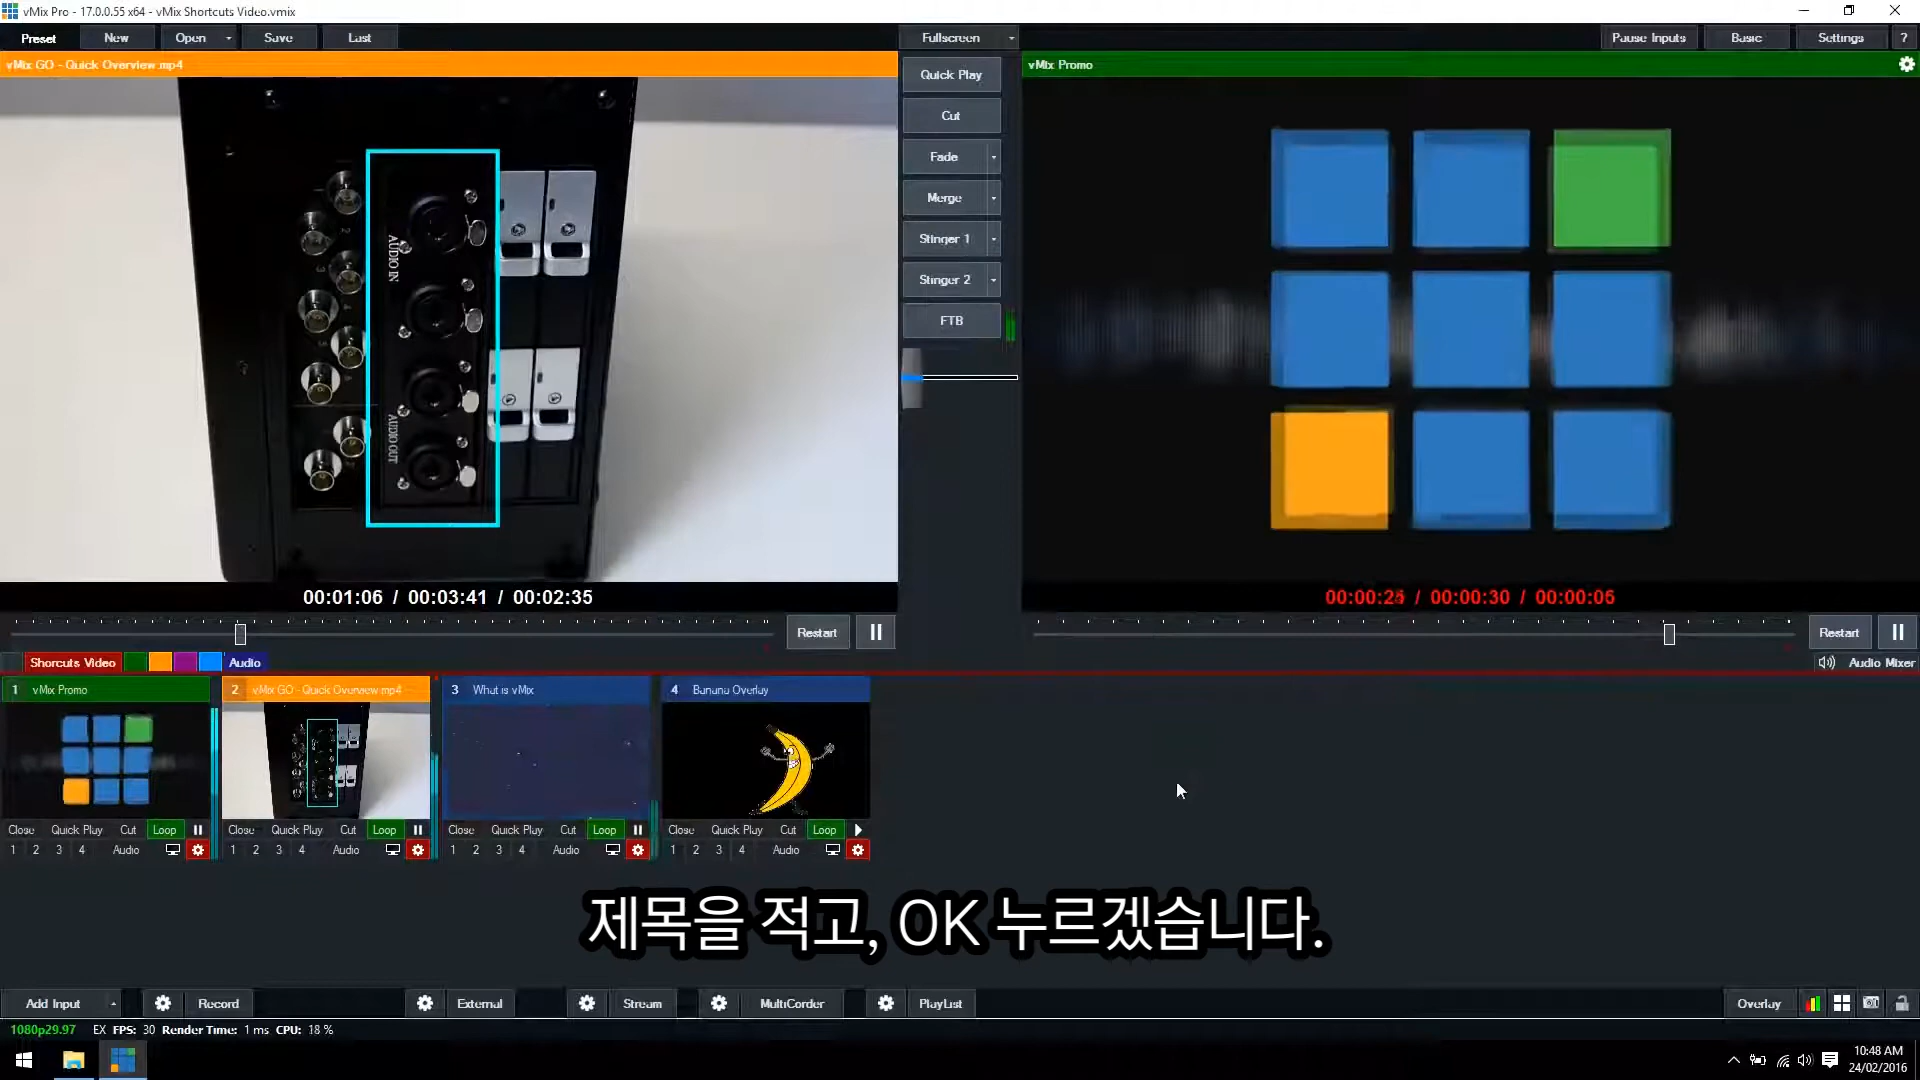 vMix Pro - 17.0.0.55 x64 - vMix Shortcuts Video.vmix
Preset New Open Save Last Fullscreen Pause Inputs Basic Settings ?
vMix GO - Quick Overview.mp4
vMix Promo
Quick Play
Cut
Fade
Merge
Stinger 1
Stinger 2
FTB
AUDIO IN
AUDIO OUT
00:01:06 / 00:03:41 / 00:02:35
00:00:25 / 00:00:30 / 00:00:05
Restart
Restart
Shorcuts Video Audio
Audio Mixer
1 vMix Promo
2 vMix GO - Quick Overview.mp4
3 What is vMix
4 Banana Overlay
Close Quick Play Cut Loop
Close Quick Play Cut Loop
Close Quick Play Cut Loop
Close Quick Play Cut Loop
1 2 3 4 Audio
1 2 3 4 Audio
1 2 3 4 Audio
1 2 3 4 Audio
제목을 적고, OK 누르겠습니다.
Add Input Record External Stream MultiCorder PlayList Overlay
1080p29.97 EX FPS: 30 Render Time: 1 ms CPU: 18 %
10:48 AM
24/02/2016